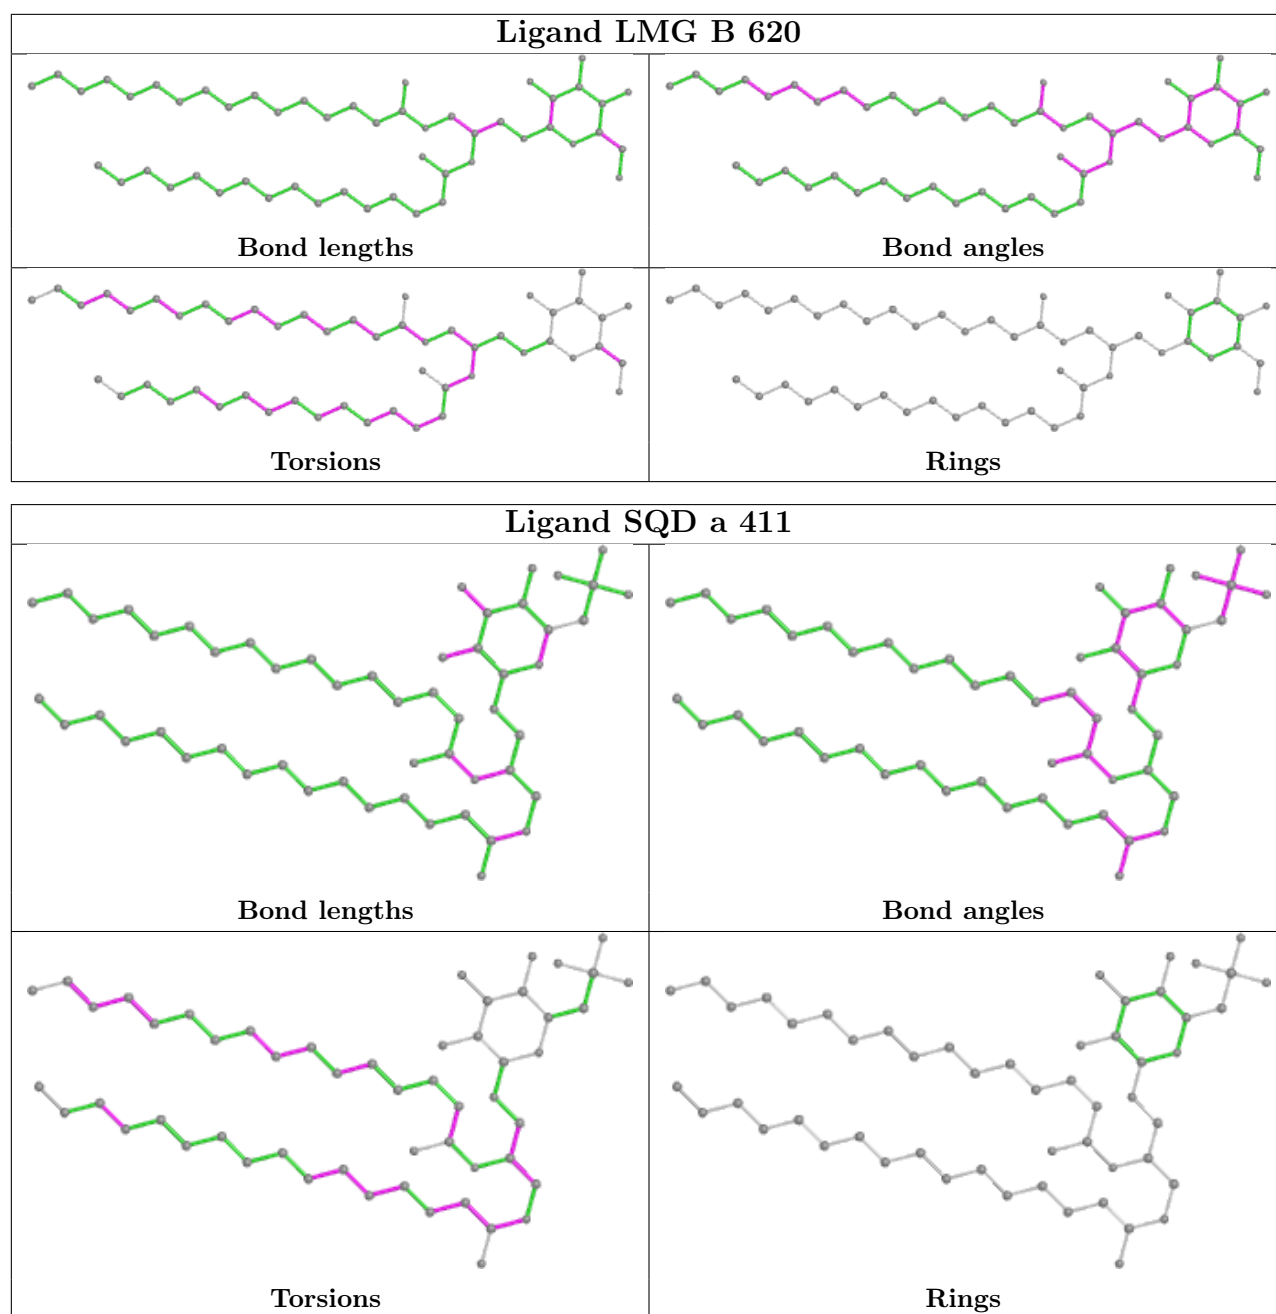 Ligand LMG B 620
Bond lengths
Bond angles
Torsions
Rings
Ligand SQD a 411
Bond lengths
Bond angles
Torsions
Rings